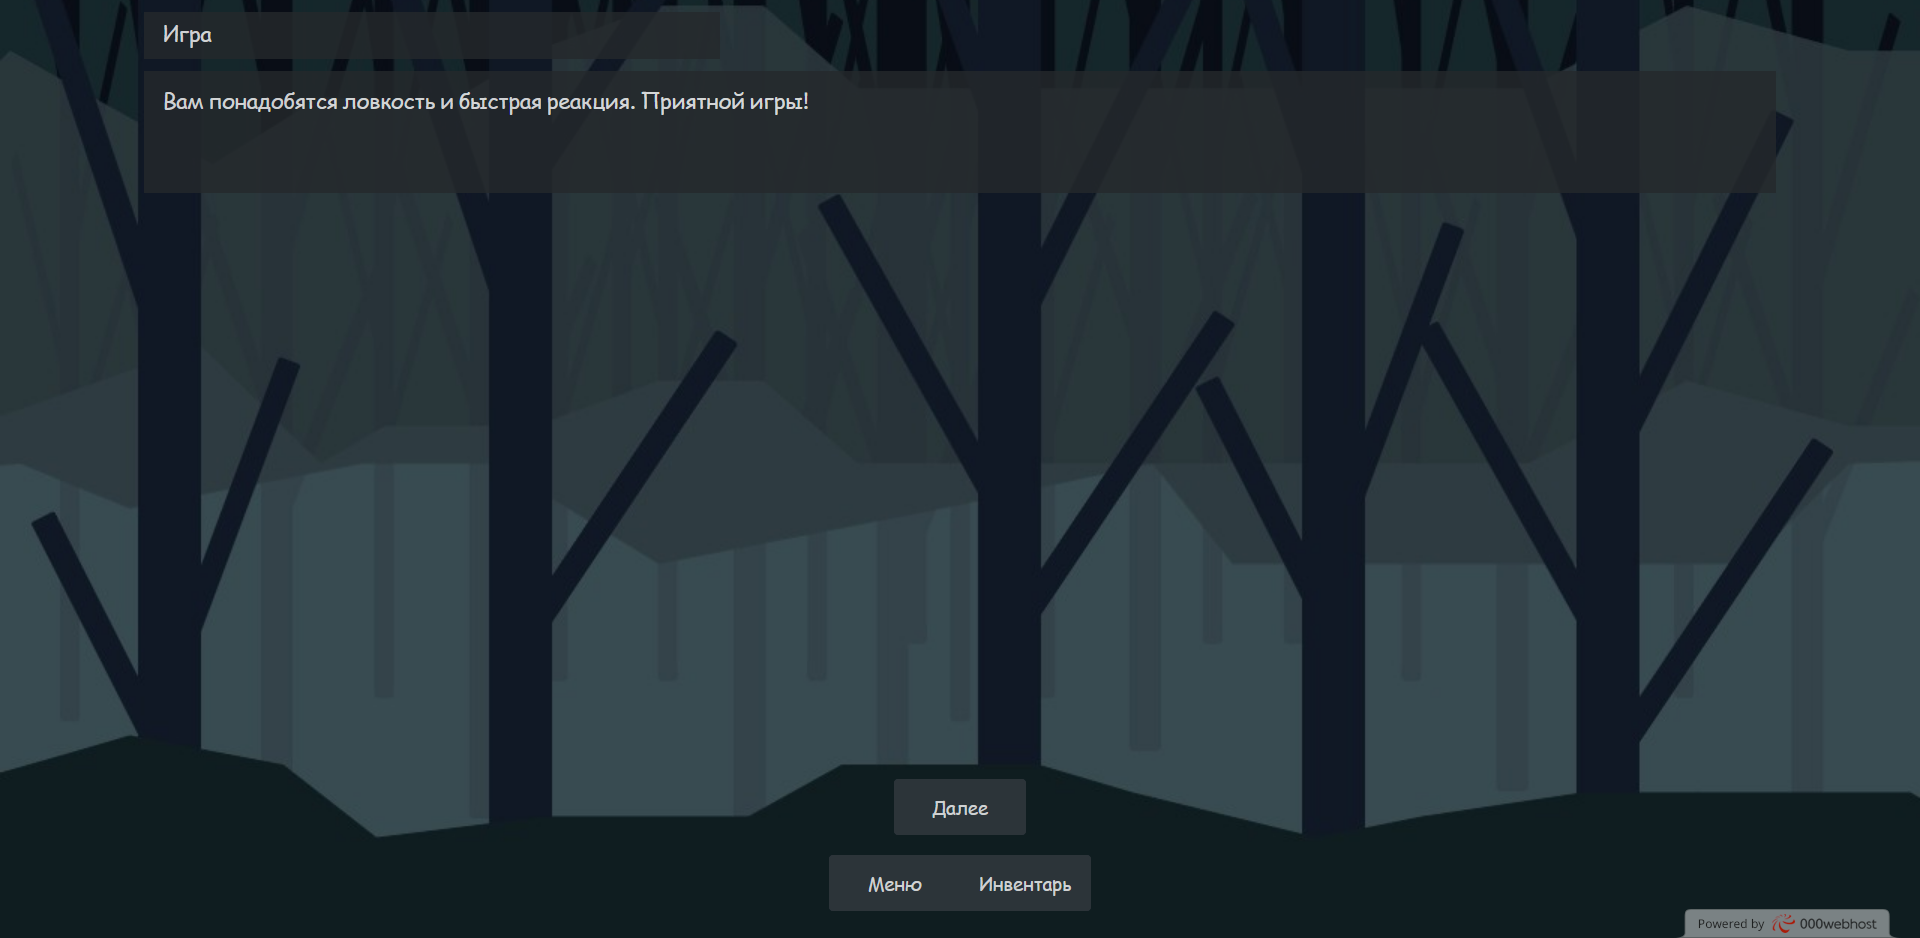 Игра
Вам понадобятся ловкость и быстрая реакция. Приятной игры!
Далее
Меню Инвентарь
Powered by 000webhost